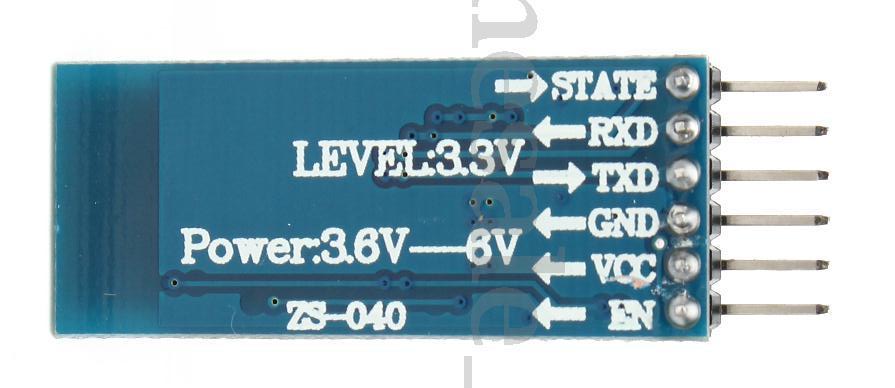 STATE
RXD
LEVEL:3.3V
TXD
GND
Power:3.6V—6V
VCC
ZS-040
EN